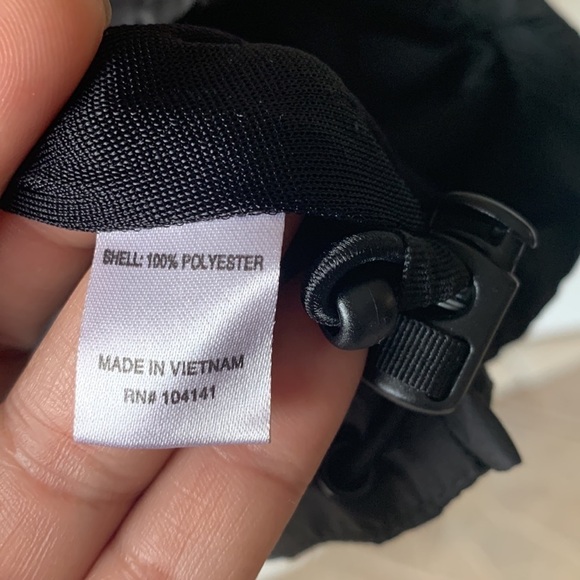 SHELL: 100% POLYESTER
MADE IN VIETNAM
RN# 104141